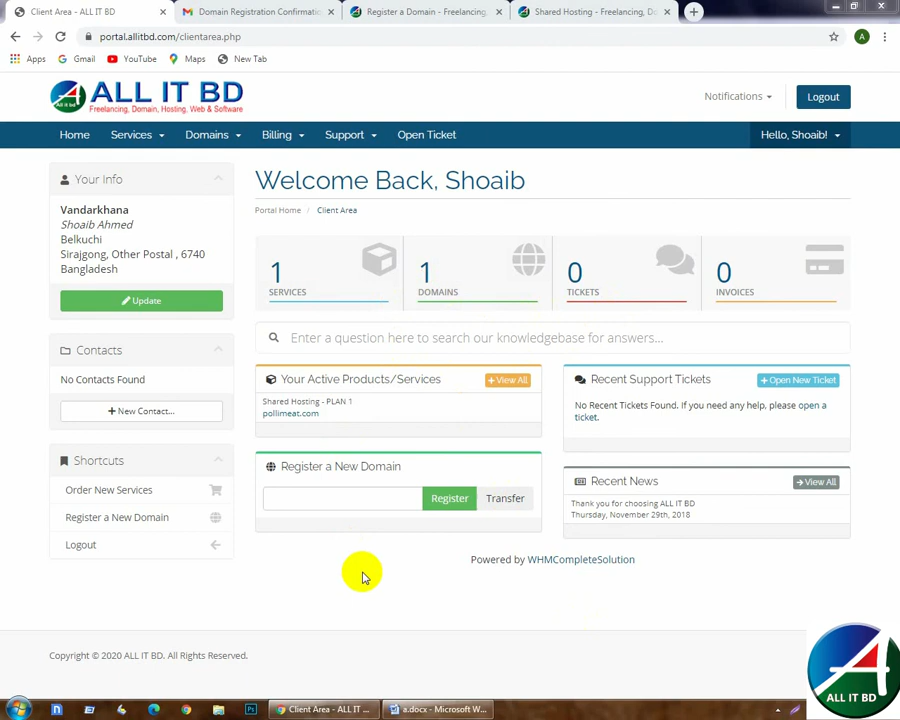 Client Area - ALL IT BD
Domain Registration Confirmatio
Register a Domain - Freelancing,
Shared Hosting - Freelancing, Do
portal.allitbd.com/clientarea.php
A
Apps
Gmail
YouTube
Maps
New Tab
All it bd
ALL IT BD
Freelancing, Domain, Hosting, Web & Software
Notifications
Logout
Home
Services
Domains
Billing
Support
Open Ticket
Hello, Shoaib!
Your Info
Vandarkhana
Shoaib Ahmed
Belkuchi
Sirajgong, Other Postal , 6740
Bangladesh
Update
Contacts
No Contacts Found
+ New Contact...
Shortcuts
Order New Services
Register a New Domain
Logout
Welcome Back, Shoaib
Portal Home / Client Area
1
SERVICES
1
DOMAINS
0
TICKETS
0
INVOICES
Enter a question here to search our knowledgebase for answers...
Your Active Products/Services
+ View All
Shared Hosting - PLAN 1
pollimeat.com
Register a New Domain
Register
Transfer
Recent Support Tickets
+ Open New Ticket
No Recent Tickets Found. If you need any help, please open a
ticket.
Recent News
View All
Thank you for choosing ALL IT BD
Thursday, November 29th, 2018
Powered by WHMCompleteSolution
Copyright © 2020 ALL IT BD. All Rights Reserved.
ALL IT BD
Client Area - ALL IT ...
a.docx - Microsoft W...